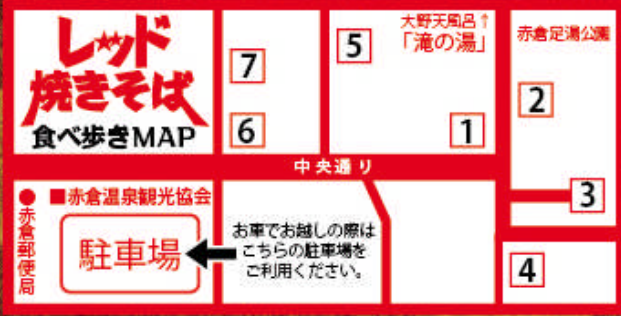 レッド
焼きそば
食べ歩きMAP
7
6
5
大野天風呂↑
「滝の湯」
1
赤倉足湯公園
2
3
4
中央通り
●赤倉郵便局
■赤倉温泉観光協会
駐車場
お車でお越しの際は
こちらの駐車場を
ご利用ください。